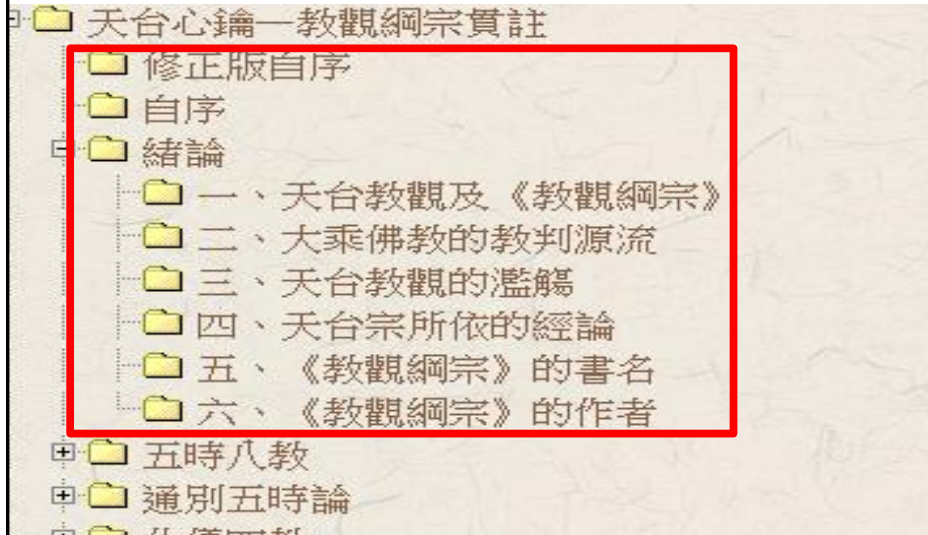 天台心鑰—教觀綱宗貫註
修正版自序
自序
緒論
一、天台教觀及《教觀綱宗》
二、大乘佛教的教判源流
三、天台教觀的濫觴
四、天台宗所依的經論
五、《教觀綱宗》的書名
六、《教觀綱宗》的作者
五時八教
通別五時論